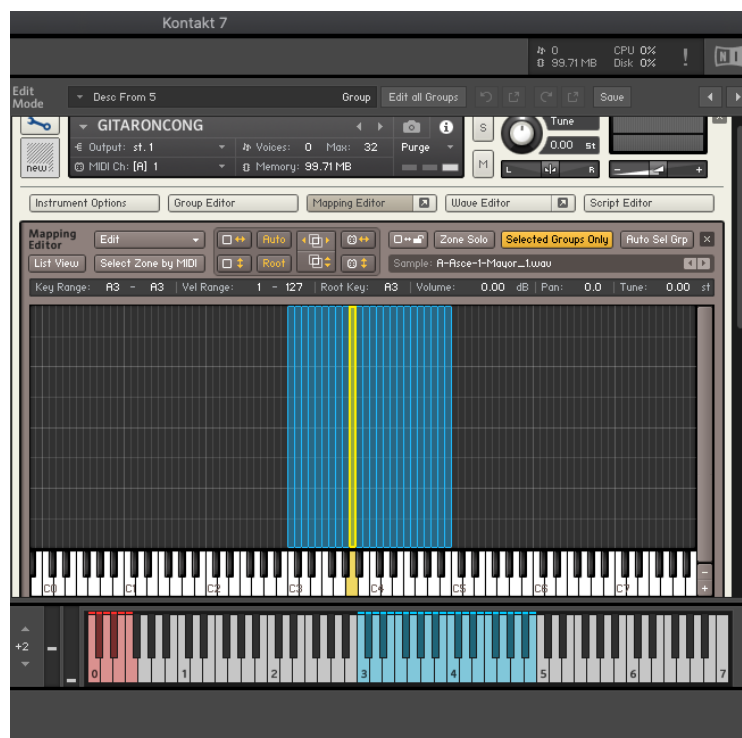 Kontakt 7
0 CPU 0% !
0 99.71 MB Disk 0% NI
Edit Mode Desc From 5 Group Edit all Groups Save
GITARONCONG i S Tune
Output: st.1 Voices: 0 Max: 32 Purge 0.00 st
new MIDI Ch: [A] 1 Memory: 99.71 MB M L R - +
Instrument Options Group Editor Mapping Editor Wave Editor Script Editor
Mapping Editor Edit Auto Zone Solo Selected Groups Only Auto Sel Grp ×
List View Select Zone by MIDI Root Sample: A-Asce-1-Mayor_1.wav
Key Range: A3 - A3 | Vel Range: 1 - 127 | Root Key: A3 | Volume: 0.00 dB | Pan: 0.0 | Tune: 0.00 st
-
C0 C1 C2 C3 C4 C5 C6 C7 +
+2
0 1 2 3 4 5 6 7